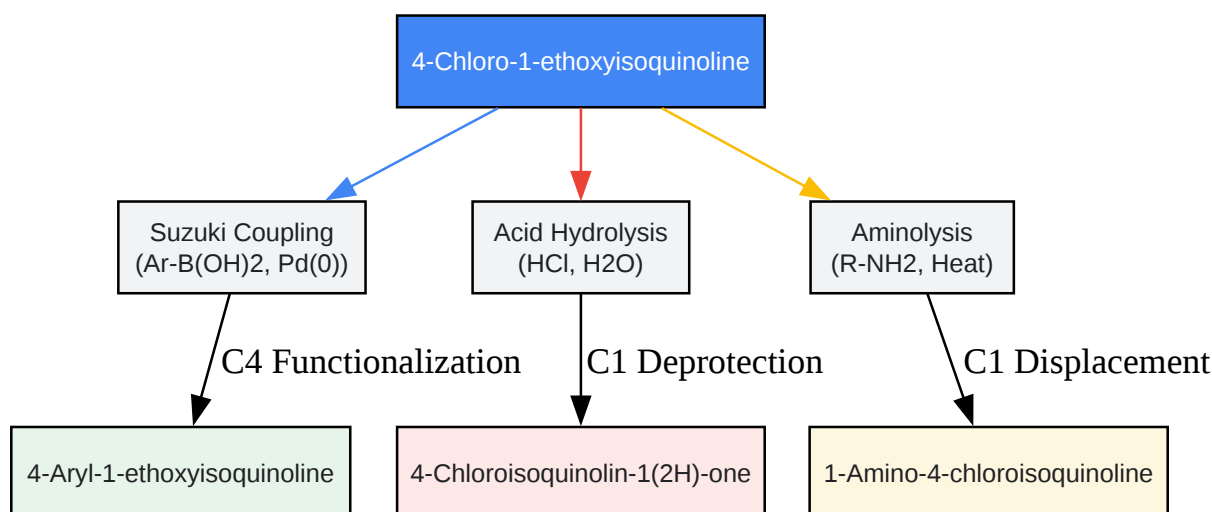 4-Chloro-1-ethoxyisoquinoline
Suzuki Coupling
(Ar-B(OH)2, Pd(0))
Acid Hydrolysis
(HCl, H2O)
Aminolysis
(R-NH2, Heat)
C4 Functionalization
C1 Deprotection
C1 Displacement
4-Aryl-1-ethoxyisoquinoline
4-Chloroisoquinolin-1(2H)-one
1-Amino-4-chloroisoquinoline